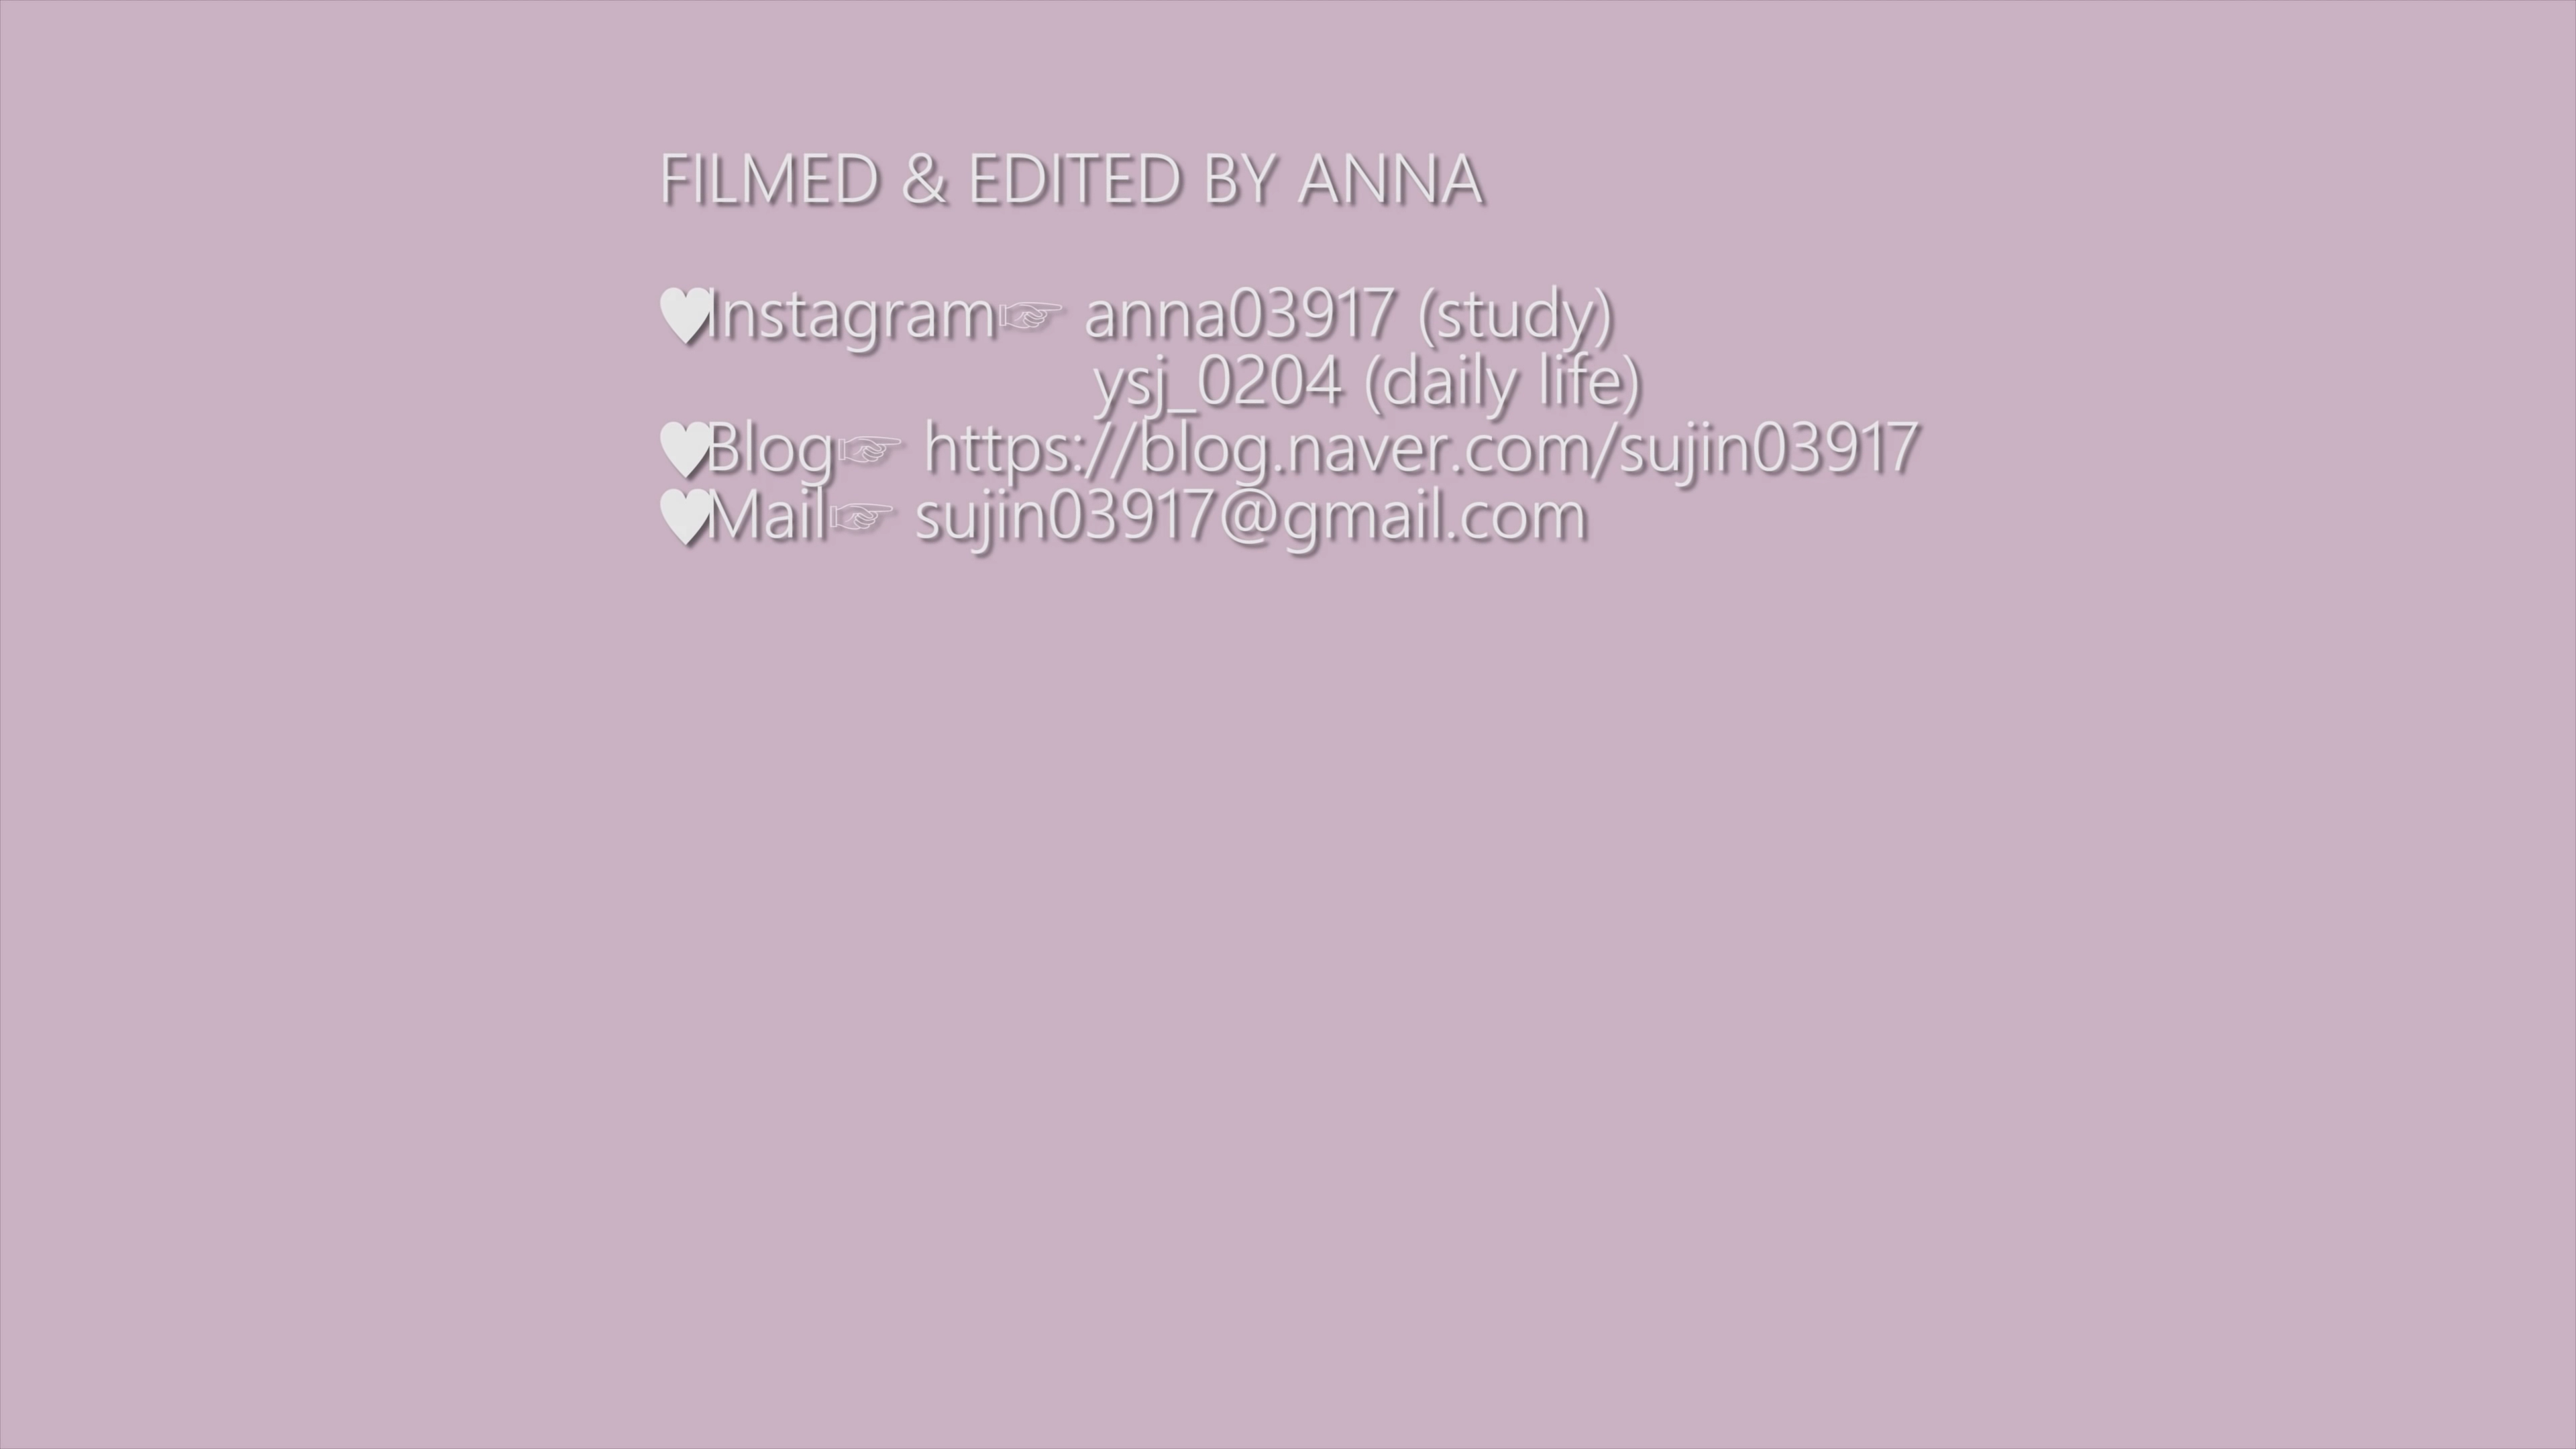 FILMED & EDITED BY ANNA
♥Instagram☞ anna03917 (study)
ysj_0204 (daily life)
♥Blog☞ https://blog.naver.com/sujin03917
♥Mail☞ sujin03917@gmail.com